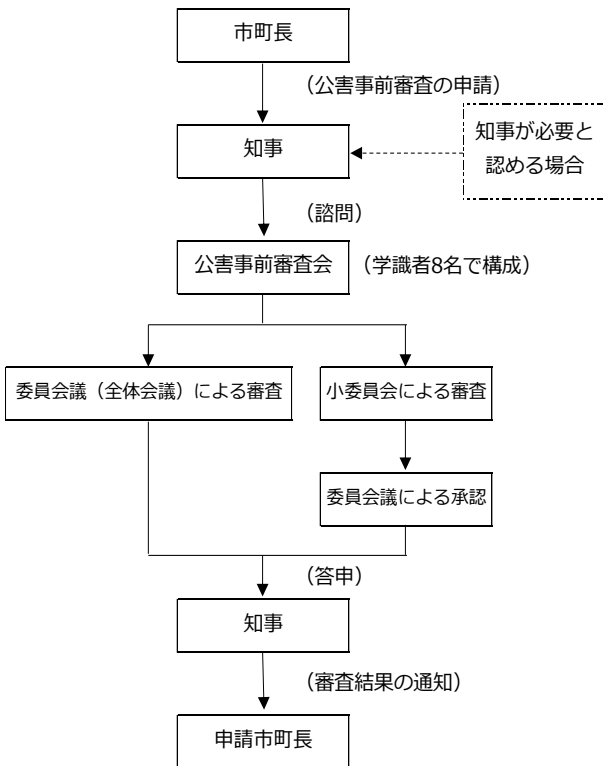 市町長
（公害事前審査の申請）
知事
知事が必要と
認める場合
（諮問）
公害事前審査会
（学識者8名で構成）
委員会議（全体会議）による審査
小委員会による審査
委員会議による承認
（答申）
知事
（審査結果の通知）
申請市町長